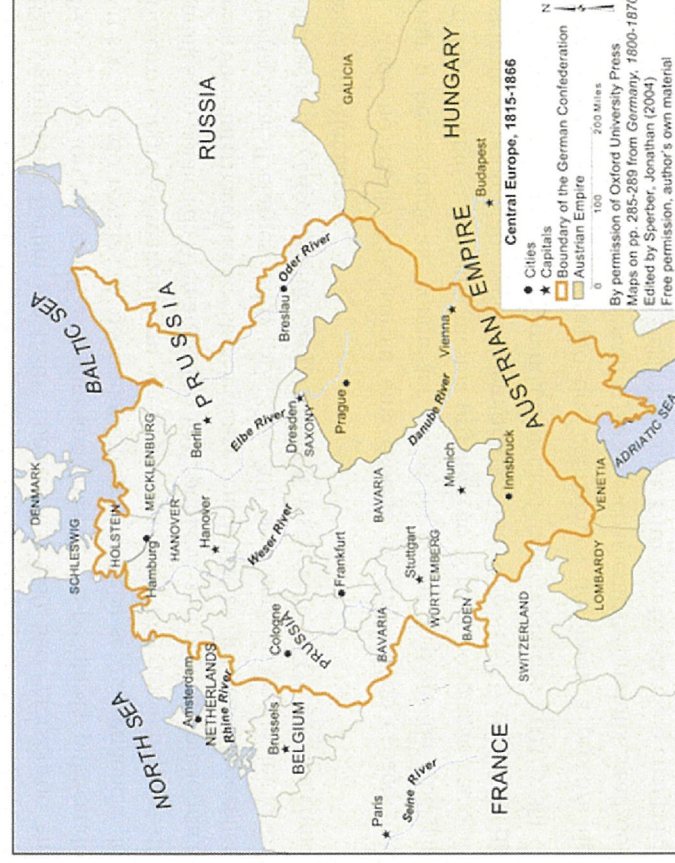 DENMARK
BALTIC SEA
SCHLESWIG
NORTH SEA
HOLSTEIN
MECKLENBURG
Hamburg
HANOVER
PRUSSIA
RUSSIA
Amsterdam
NETHERLANDS
Rhine River
Hanover
Berlin
Elbe River
Weser River
Brussels
BELGIUM
Cologne
PRUSSIA
Dresden
SAXONY
Breslau
Oder River
Frankfurt
Prague
GALICIA
Paris
Seine River
BAVARIA
BAVARIA
Stuttgart
WÜRTTEMBERG
Danube River
Munich
Vienna
HUNGARY
Budapest
BADEN
FRANCE
SWITZERLAND
Innsbruck
AUSTRIAN EMPIRE
LOMBARDY
VENETIA
ADRIATIC SEA
Central Europe, 1815-1866
Cities
Capitals
Boundary of the German Confederation
Austrian Empire
N
0 100 200 Miles
By permission of Oxford University Press
Maps on pp. 285-289 from Germany, 1800-1870
Edited by Sperber, Jonathan (2004)
Free permission, author's own material